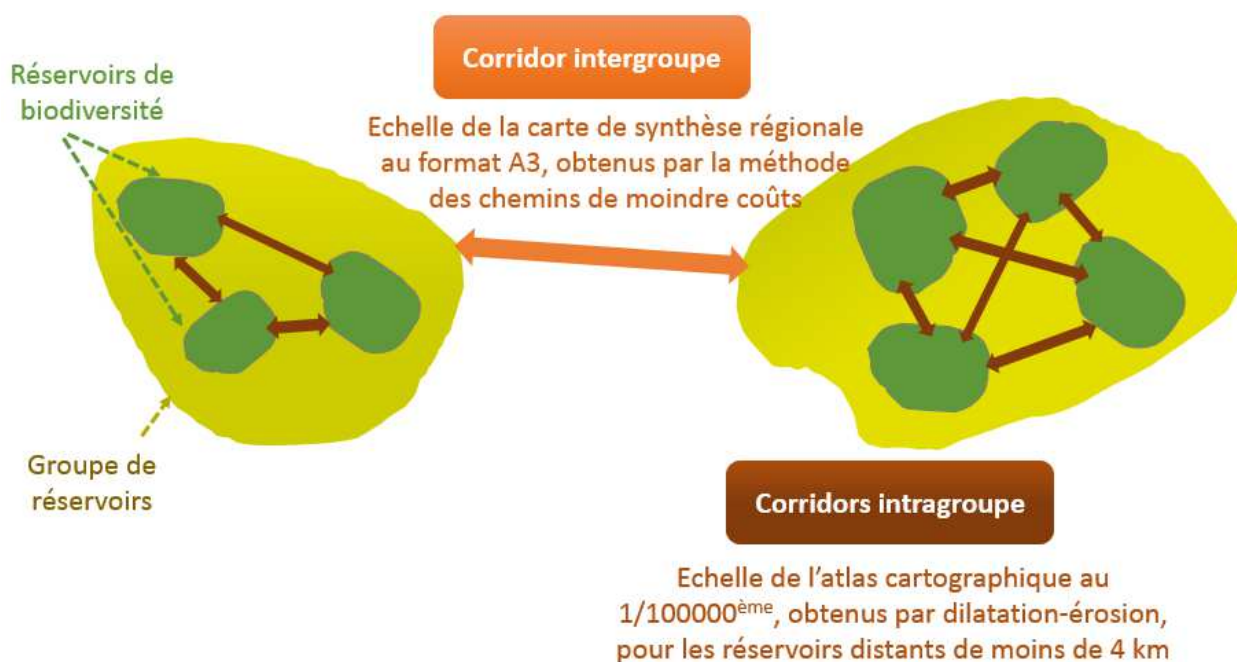 Corridor intergroupe
Réservoirs de
biodiversité
Echelle de la carte de synthèse régionale
au format A3, obtenus par la méthode
des chemins de moindre coûts
Groupe de
réservoirs
Corridors intragroupe
Echelle de l’atlas cartographique au
1/100000ème, obtenus par dilatation-érosion,
pour les réservoirs distants de moins de 4 km